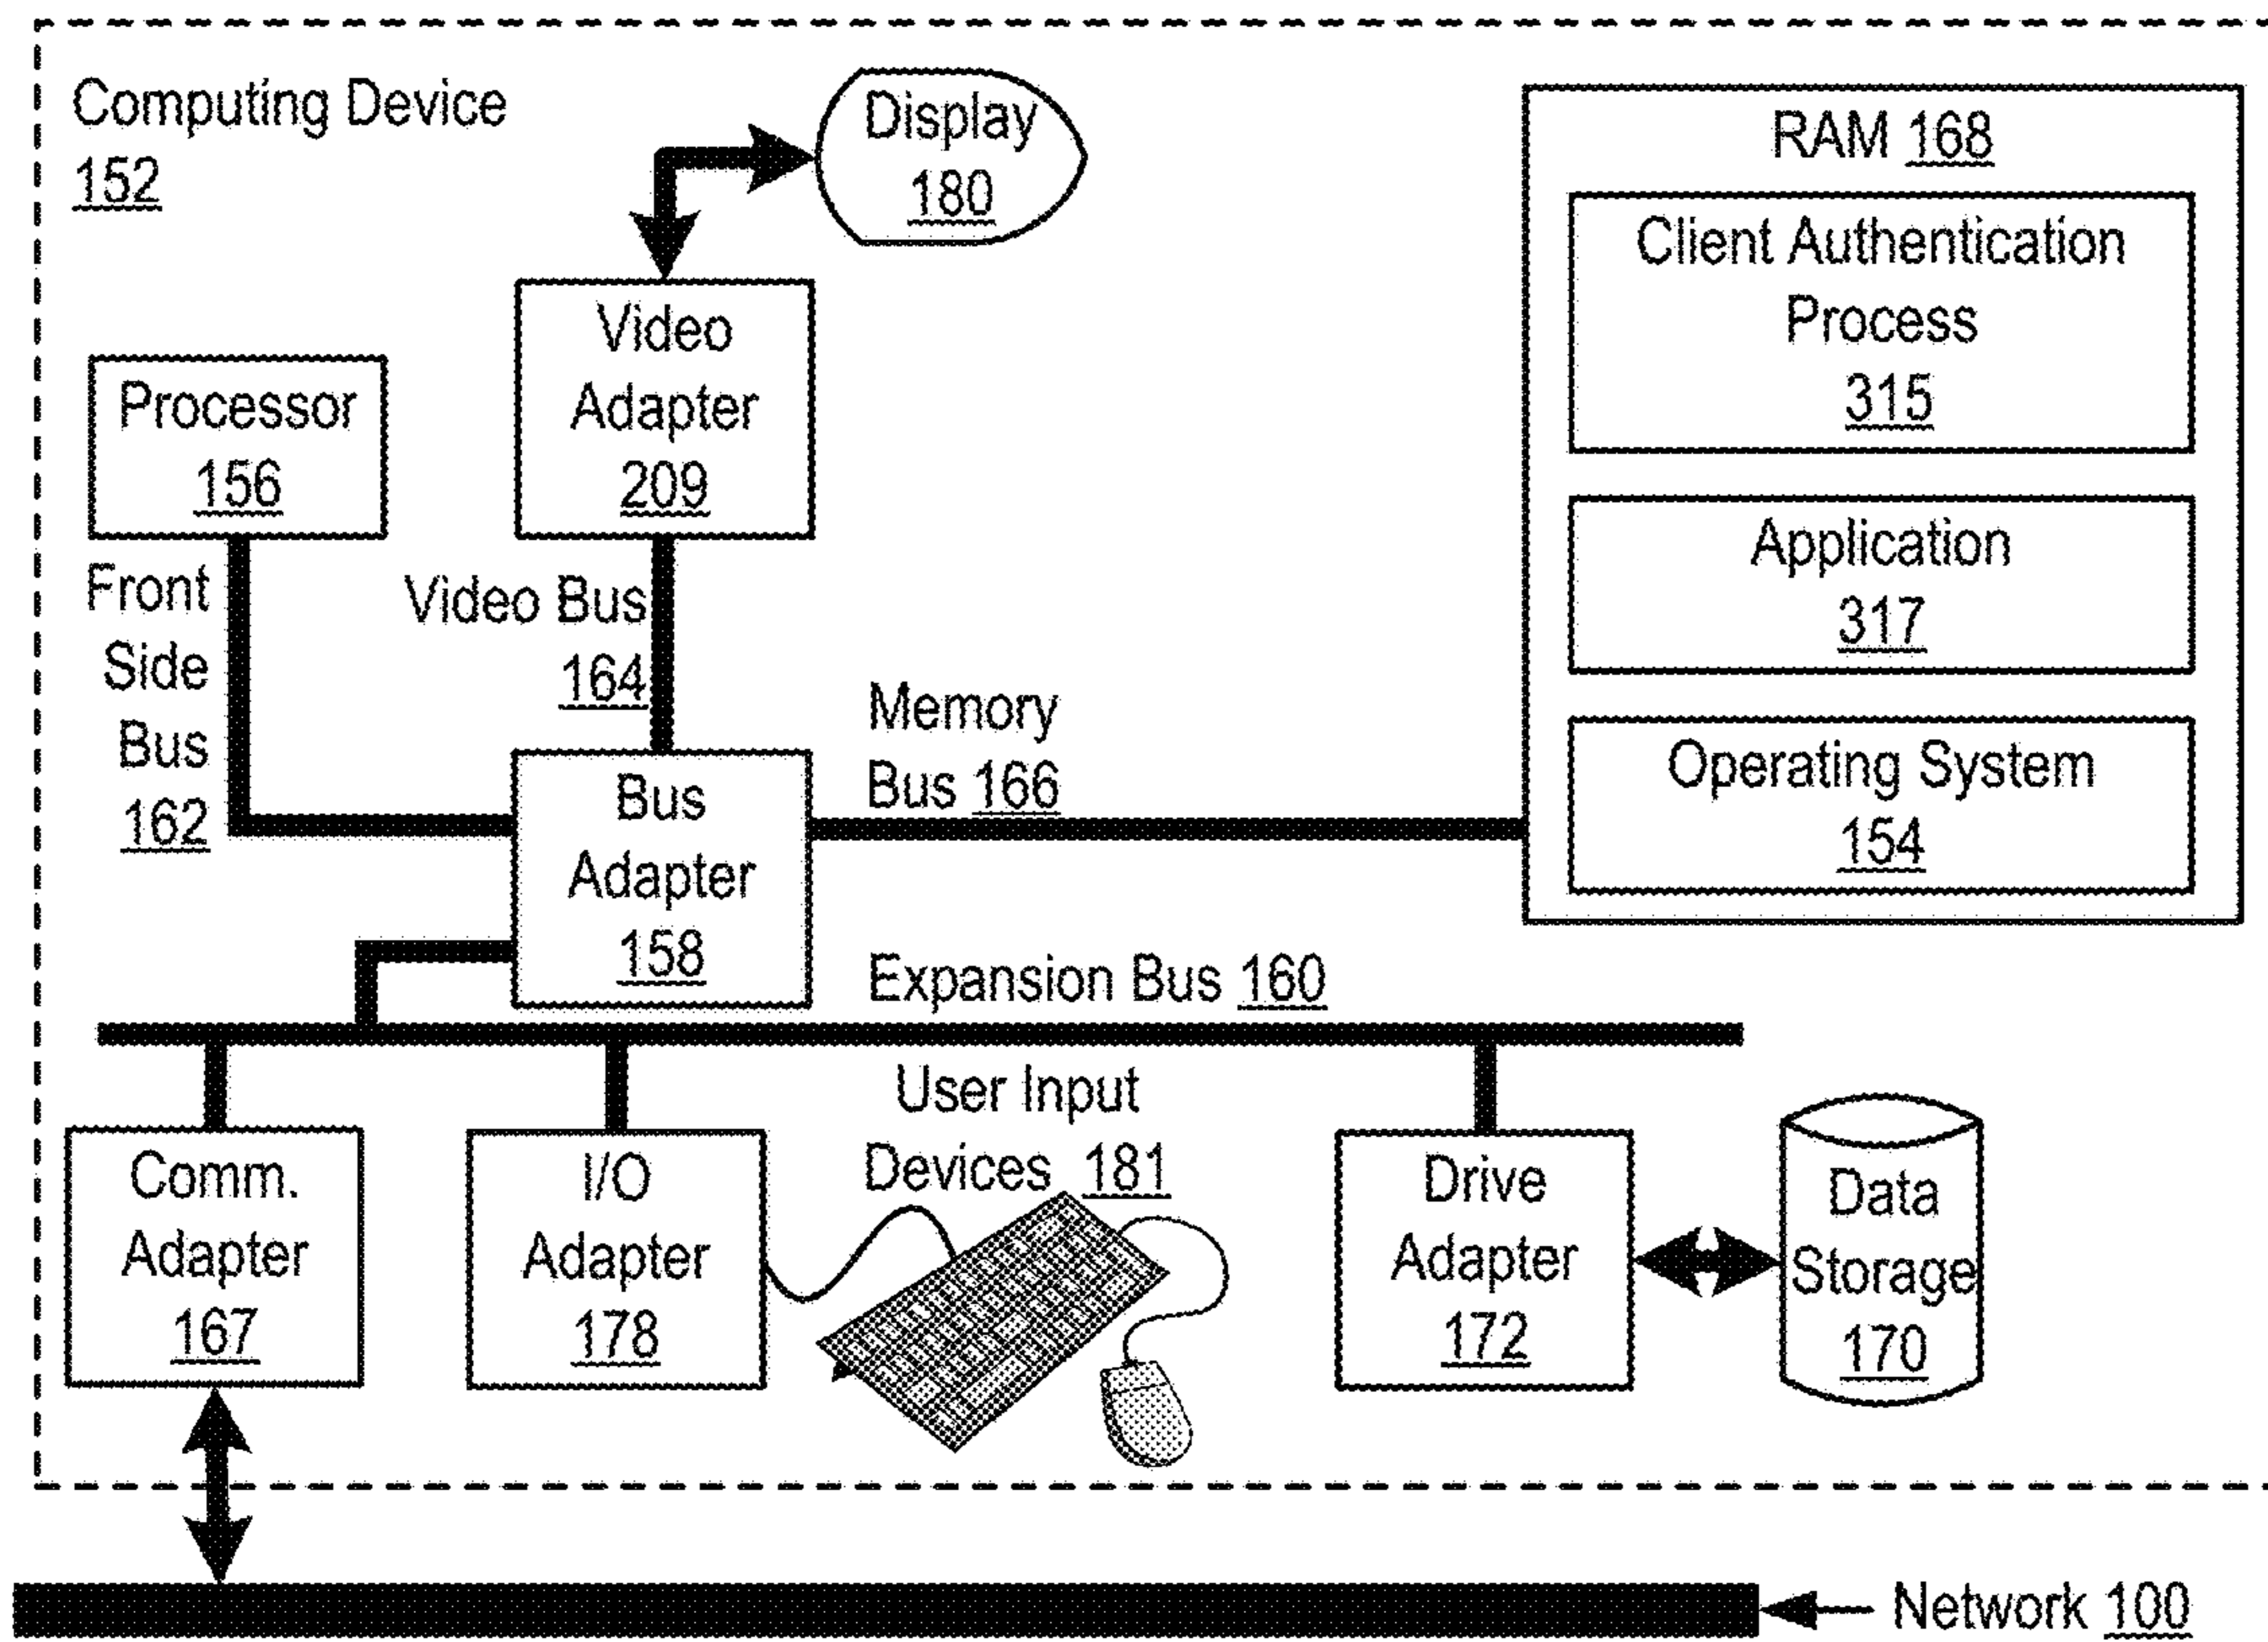 Computing Device
152
Display
180
RAM 168
Client Authentication
Process
315
Application
317
Operating System
154
Video
Adapter
209
Processor
156
Front
Side
Bus
162
Video Bus
164
Memory
Bus 166
Bus
Adapter
158
Expansion Bus 160
Comm.
Adapter
167
I/O
Adapter
178
User Input
Devices 181
Drive
Adapter
172
Data
Storage
170
Network 100